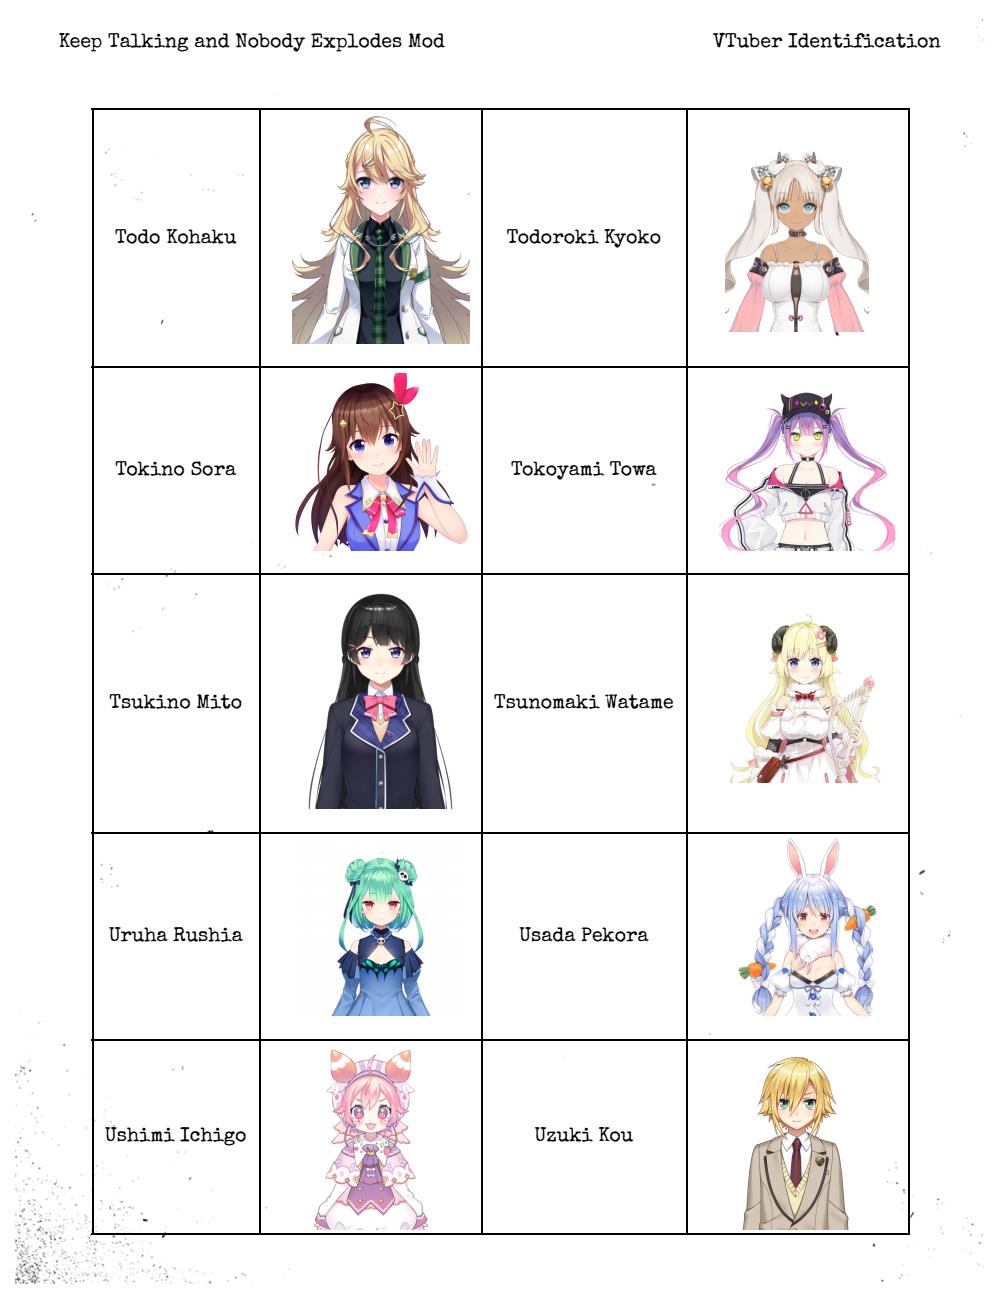 Keep Talking and Nobody Explodes Mod
VTuber Identification
Todo Kohaku
Todoroki Kyoko
Tokino Sora
Tokoyami Towa
Tsukino Mito
Tsunomaki Watame
Uruha Rushia
Usada Pekora
Ushimi Ichigo
Uzuki Kou